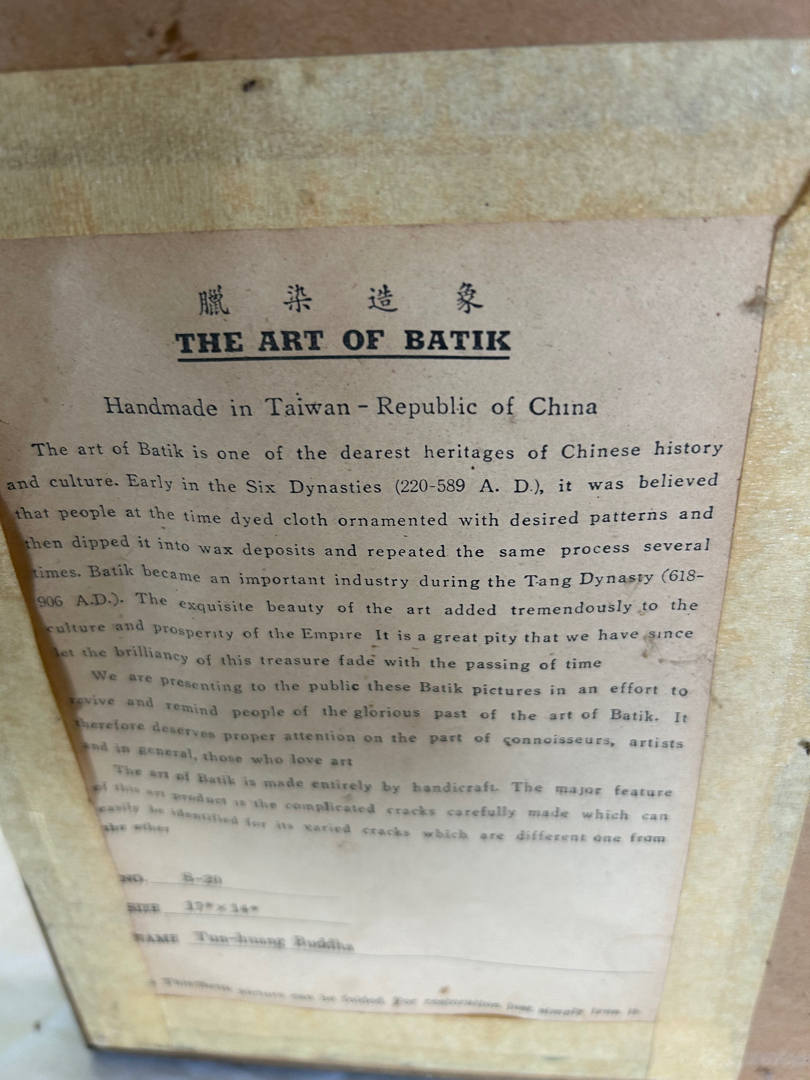 臘染造象
THE ART OF BATIK
Handmade in Taiwan - Republic of China
The art of Batik is one of the dearest heritages of Chinese history
and culture. Early in the Six Dynasties (220-589 A. D.), it was believed
that people at the time dyed cloth ornamented with desired patterns and
then dipped it into wax deposits and repeated the same process several
times. Batik became an important industry during the Tang Dynasty (618-
906 A.D.). The exquisite beauty of the art added tremendously to the
culture and prosperity of the Empire It is a great pity that we have since
let the brilliancy of this treasure fade with the passing of time
We are presenting to the public these Batik pictures in an effort to
revive and remind people of the glorious past of the art of Batik. It
therefore deserves proper attention on the part of connoisseurs, artists
and in general, those who love art
The art of Batik is made entirely by handicraft. The major feature
of this art product is the complicated cracks carefully made which can
easily be identified for its varied cracks which are different one from
the other
NO. B-20
SIZE
NAME Tun-huang Buddha
picture can be folded. For restoration iron it